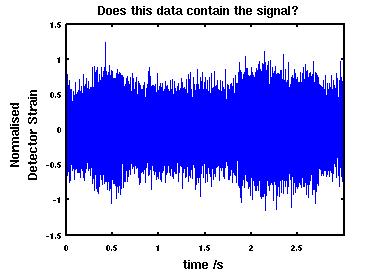 Does this data contain the signal?
Normalised
Detector Strain
1.5
1
0.5
0
-0.5
-1
-1.5
0 0.5 1 1.5 2 2.5
time /s